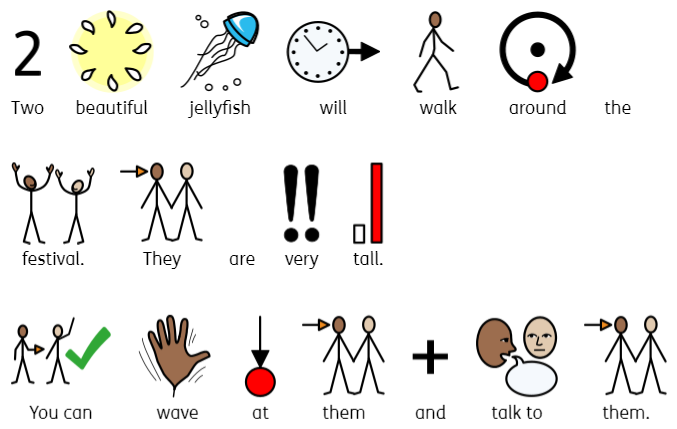 2
Two beautiful jellyfish will walk around the
festival. They are very tall.
You can wave at them and talk to them.